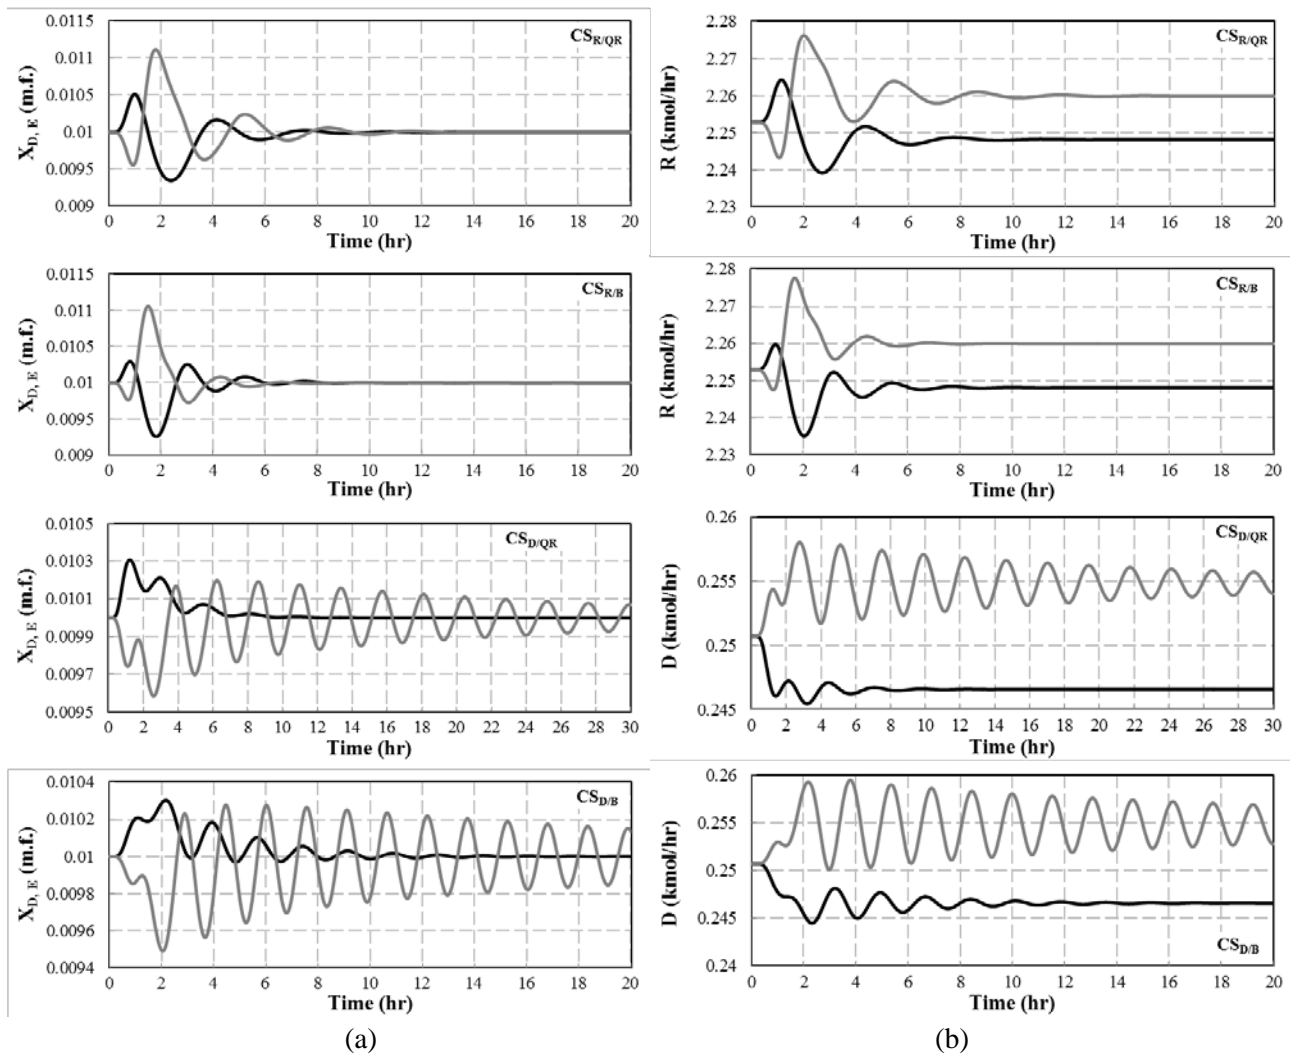 0.0115
0.011
0.0105
0.01
0.0095
0.009
X_D, E (m.f.)
CS_R/QR
0 2 4 6 8 10 12 14 16 18 20
Time (hr)
2.28
2.27
2.26
2.25
2.24
2.23
R (kmol/hr)
CS_R/QR
0 2 4 6 8 10 12 14 16 18 20
Time (hr)
0.0115
0.011
0.0105
0.01
0.0095
0.009
X_D, E (m.f.)
CS_R/B
0 2 4 6 8 10 12 14 16 18 20
Time (hr)
2.28
2.27
2.26
2.25
2.24
2.23
R (kmol/hr)
CS_R/B
0 2 4 6 8 10 12 14 16 18 20
Time (hr)
0.0105
0.0103
0.0101
0.0099
0.0097
0.0095
X_D, E (m.f.)
CS_D/QR
0 2 4 6 8 10 12 14 16 18 20 22 24 26 28 30
Time (hr)
0.26
0.255
0.25
0.245
D (kmol/hr)
CS_D/QR
0 2 4 6 8 10 12 14 16 18 20 22 24 26 28 30
Time (hr)
0.0104
0.0102
0.01
0.0098
0.0096
0.0094
X_D, E (m.f.)
CS_D/B
0 2 4 6 8 10 12 14 16 18 20
Time (hr)
0.26
0.255
0.25
0.245
0.24
D (kmol/hr)
CS_D/B
0 2 4 6 8 10 12 14 16 18 20
Time (hr)
(a)
(b)